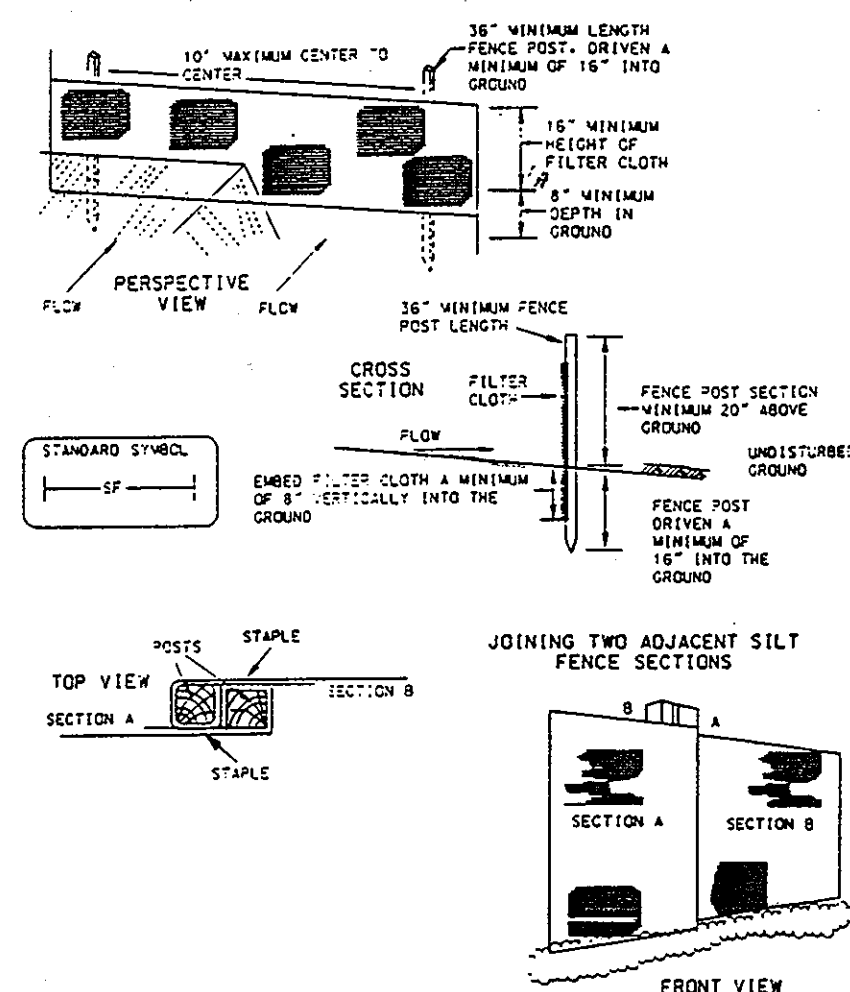 10' MAXIMUM CENTER TO
CENTER
36" MINIMUM LENGTH
FENCE POST. DRIVEN A
MINIMUM OF 16" INTO
GROUND
16" MINIMUM
HEIGHT OF
FILTER CLOTH
8" MINIMUM
DEPTH IN
GROUND
PERSPECTIVE
VIEW
FLOW
FLOW
36" MINIMUM FENCE
POST LENGTH
CROSS
SECTION
FILTER
CLOTH
FENCE POST SECTION
MINIMUM 20" ABOVE
GROUND
FLOW
UNDISTURBED
GROUND
STANDARD SYMBOL
SF
EMBED FILTER CLOTH A MINIMUM
OF 8" VERTICALLY INTO THE
GROUND
FENCE POST
DRIVEN A
MINIMUM OF
16" INTO THE
GROUND
POSTS
STAPLE
TOP VIEW
SECTION B
SECTION A
STAPLE
JOINING TWO ADJACENT SILT
FENCE SECTIONS
B
A
SECTION A
SECTION B
FRONT VIEW